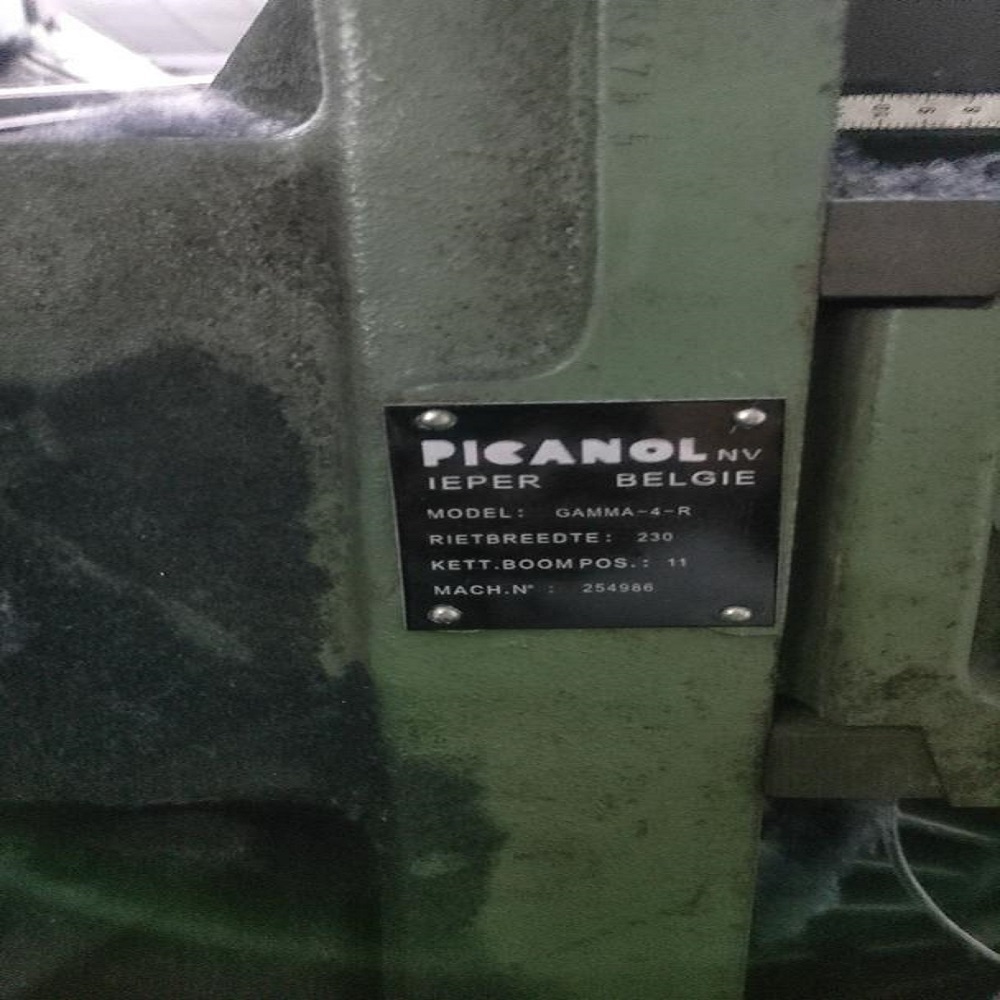 PICANOL NV
IEPER BELGIE
MODEL: GAMMA-4-R
RIETBREEDTE: 230
KETT.BOOM POS.: 11
MACH.N° : 254986